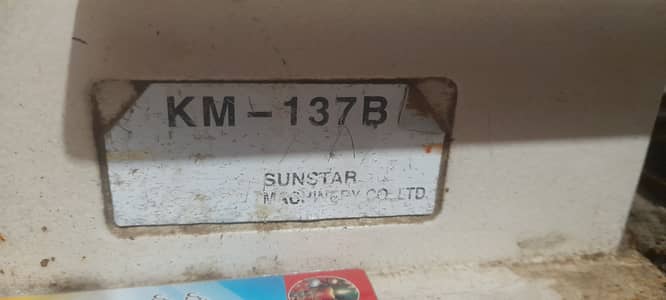 KM-137B
SUNSTAR
MACHINERY CO.,LTD.